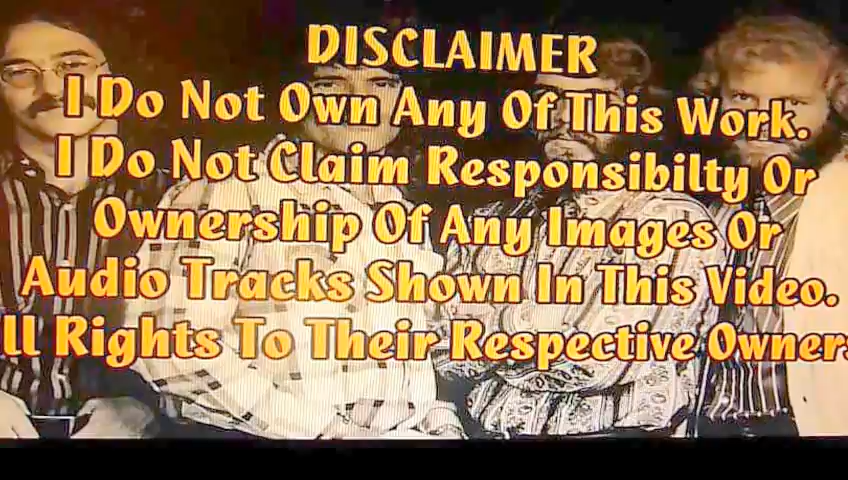 DISCLAIMER
I Do Not Own Any Of This Work.
I Do Not Claim Responsibilty Or
Ownership Of Any Images Or
Audio Tracks Shown In This Video.
ll Rights To Their Respective Owners